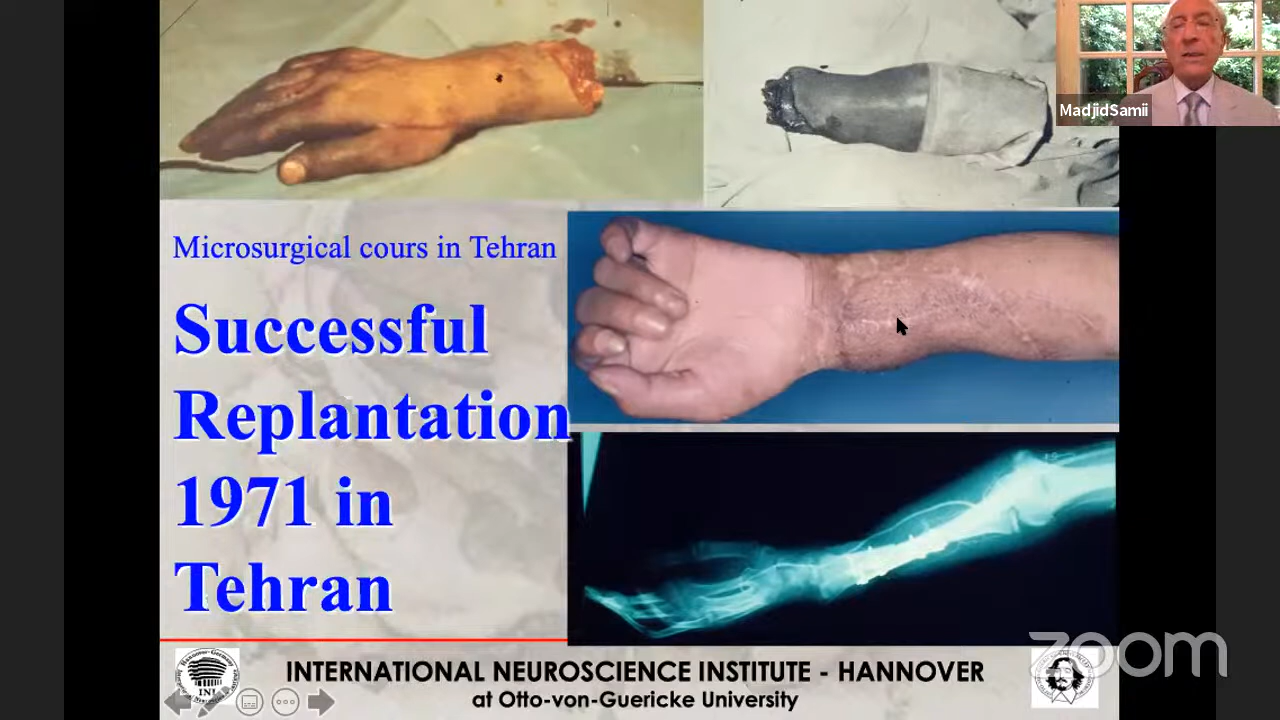 MadjidSamii
Microsurgical cours in Tehran
Successful
Replantation
1971 in
Tehran
INTERNATIONAL NEUROSCIENCE INSTITUTE - HANNOVER
at Otto-von-Guericke University
INI
zoom